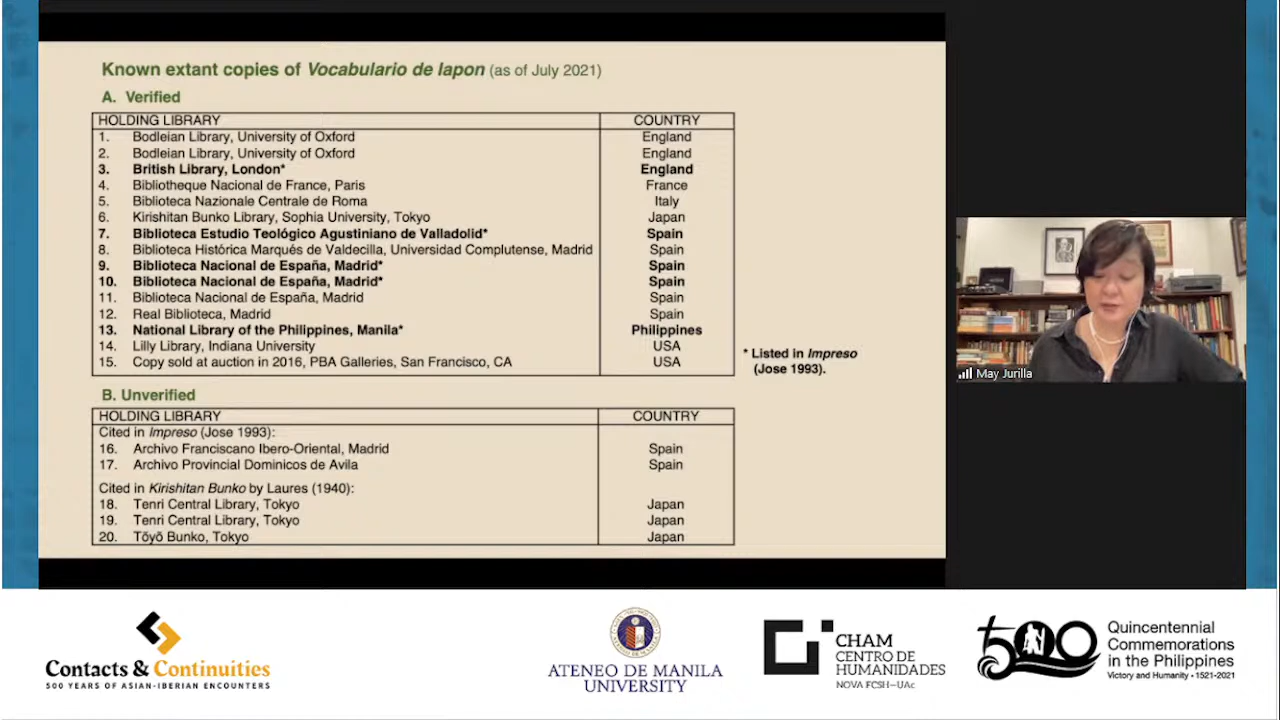 Known extant copies of Vocabulario de Iapon (as of July 2021)
A. Verified
HOLDING LIBRARY COUNTRY
1. Bodleian Library, University of Oxford England
2. Bodleian Library, University of Oxford England
3. British Library, London* England
4. Bibliotheque Nacional de France, Paris France
5. Biblioteca Nazionale Centrale de Roma Italy
6. Kirishitan Bunko Library, Sophia University, Tokyo Japan
7. Biblioteca Estudio Teológico Agustiniano de Valladolid* Spain
8. Biblioteca Histórica Marqués de Valdecilla, Universidad Complutense, Madrid Spain
9. Biblioteca Nacional de España, Madrid* Spain
10. Biblioteca Nacional de España, Madrid* Spain
11. Biblioteca Nacional de España, Madrid Spain
12. Real Biblioteca, Madrid Spain
13. National Library of the Philippines, Manila* Philippines
14. Lilly Library, Indiana University USA
15. Copy sold at auction in 2016, PBA Galleries, San Francisco, CA USA
* Listed in Impreso
(Jose 1993).
B. Unverified
HOLDING LIBRARY COUNTRY
Cited in Impreso (Jose 1993):
16. Archivo Franciscano Ibero-Oriental, Madrid Spain
17. Archivo Provincial Dominicos de Avila Spain
Cited in Kirishitan Bunko by Laures (1940):
18. Tenri Central Library, Tokyo Japan
19. Tenri Central Library, Tokyo Japan
20. Tōyō Bunko, Tokyo Japan
May Jurilla
Contacts & Continuities
500 YEARS OF ASIAN-IBERIAN ENCOUNTERS
ATENEO DE MANILA
UNIVERSITY
CHAM
CENTRO DE
HUMANIDADES
NOVA FCSH—UAc
500
Quincentennial
Commemorations
in the Philippines
Victory and Humanity • 1521-2021